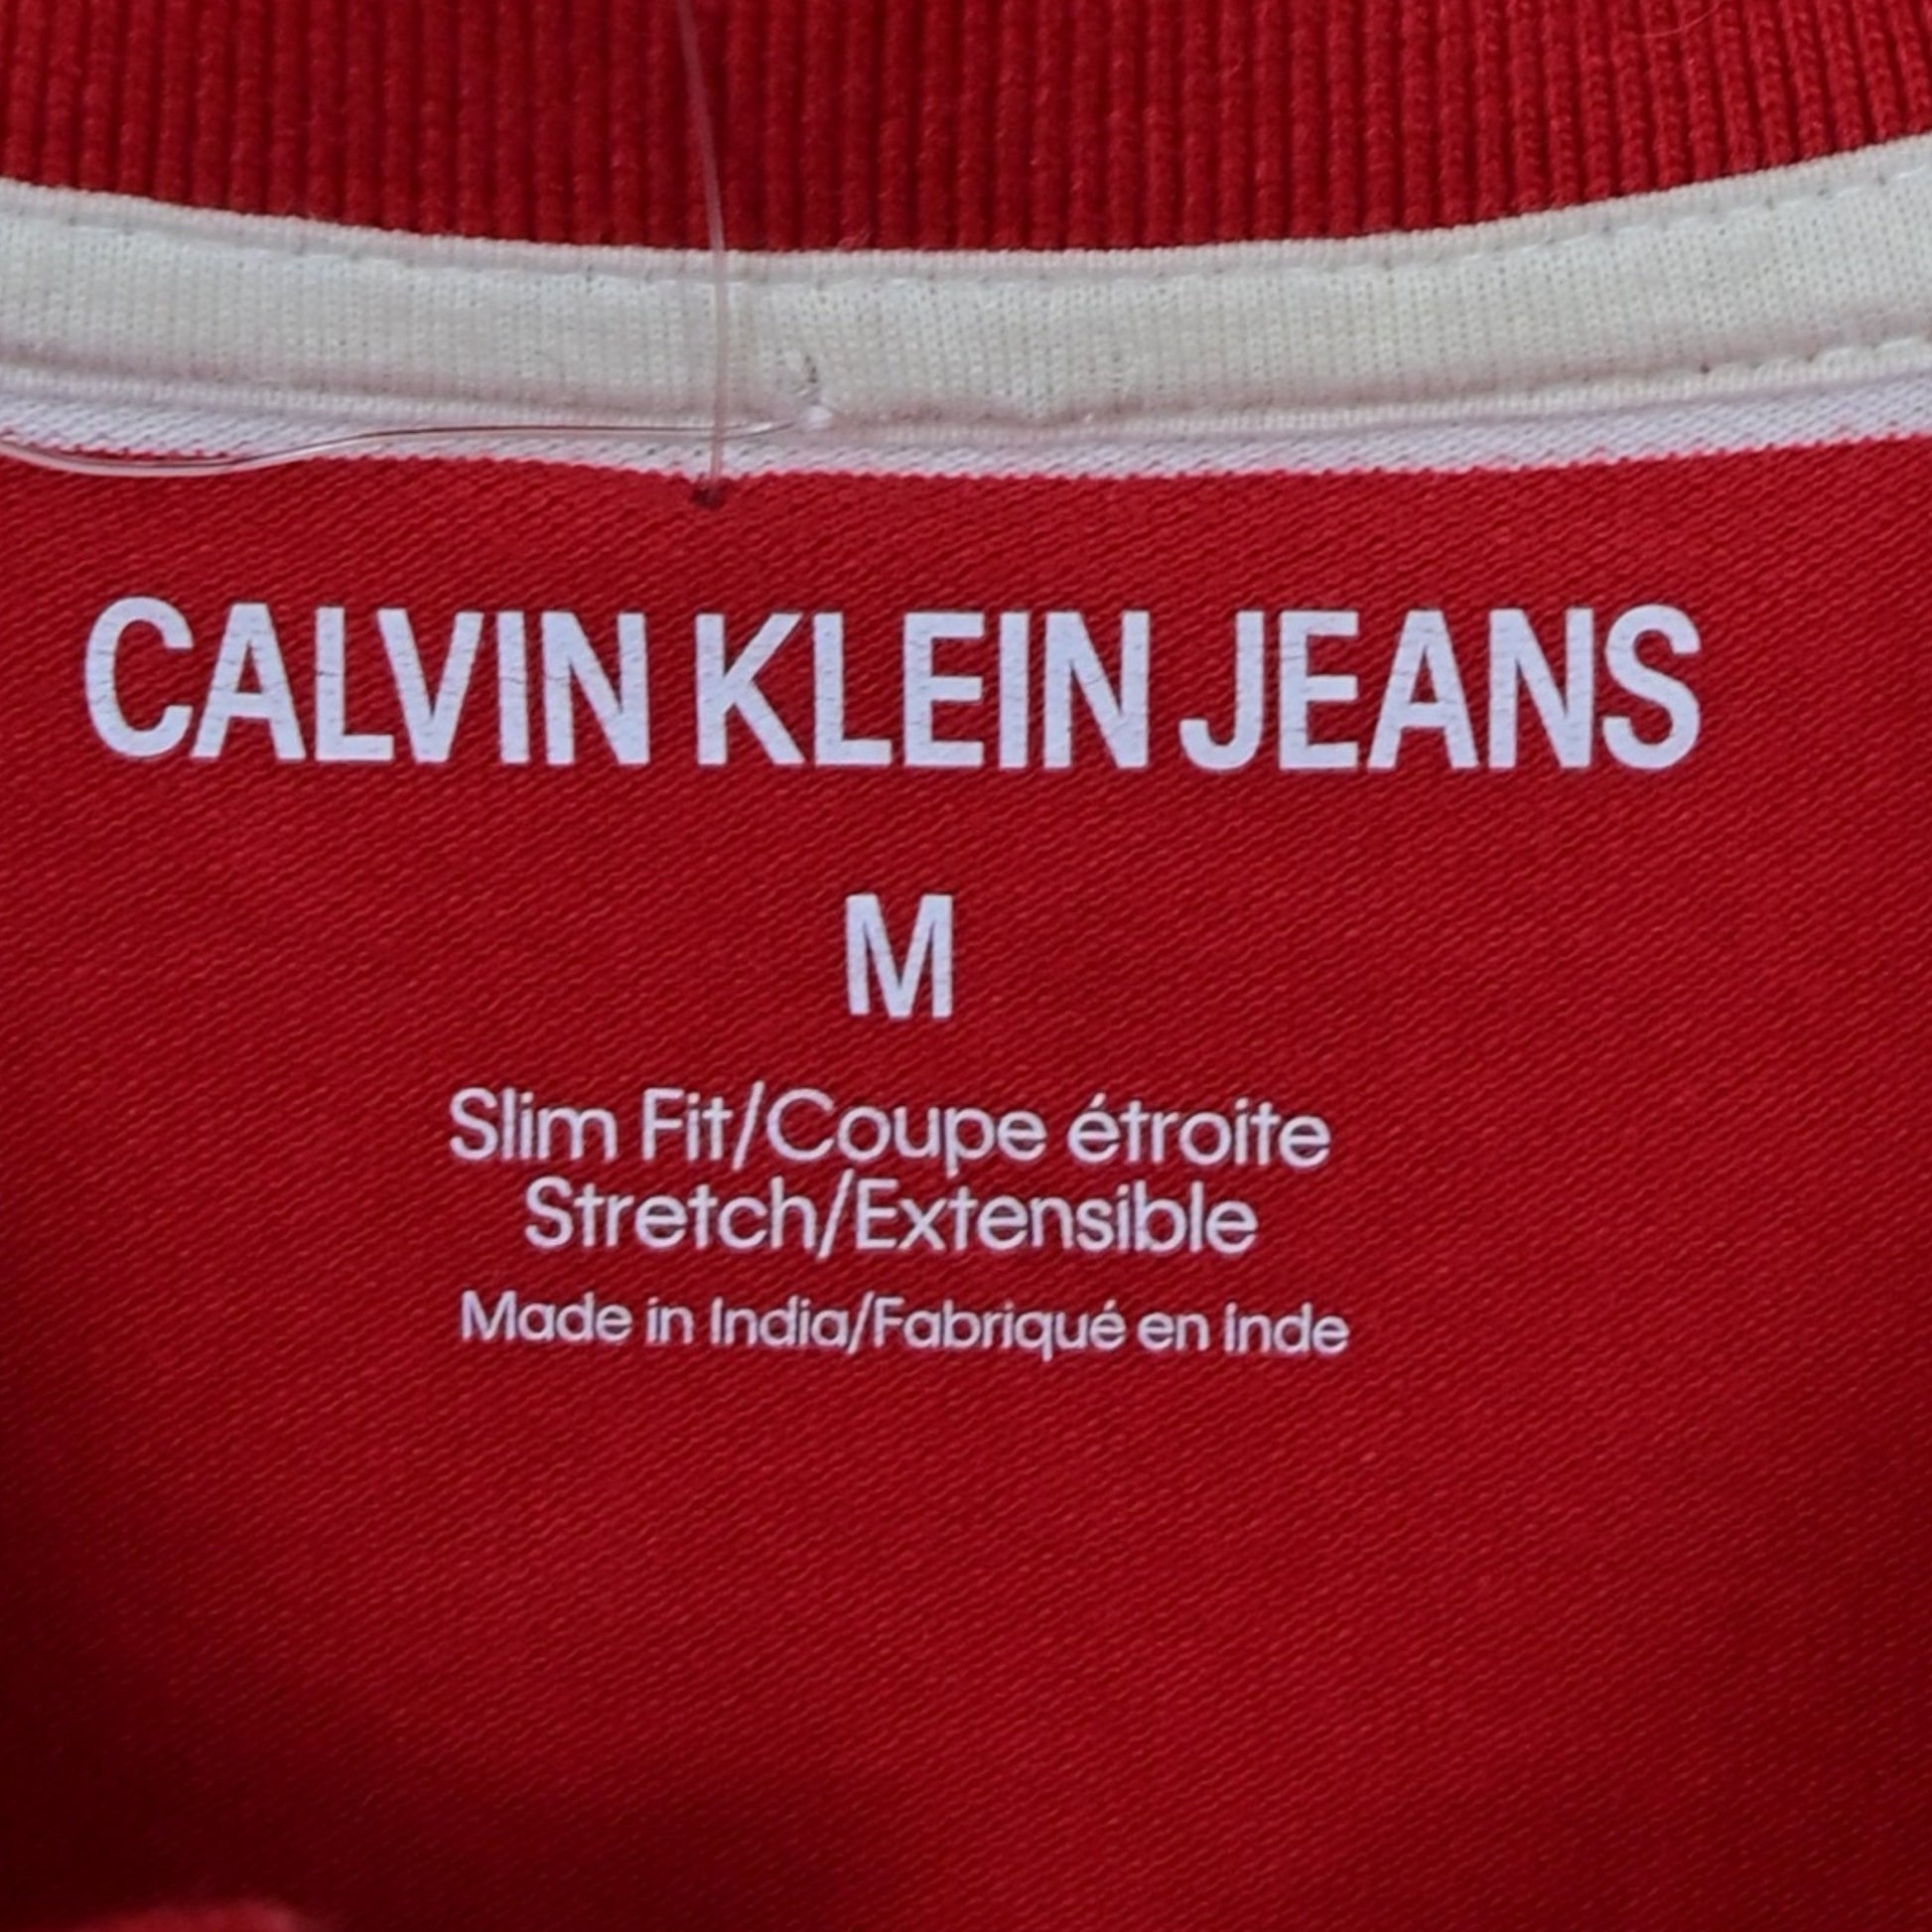 CALVIN KLEIN JEANS
M
Slim Fit/Coupe étroite
Stretch/Extensible
Made in India/Fabriqué en Inde